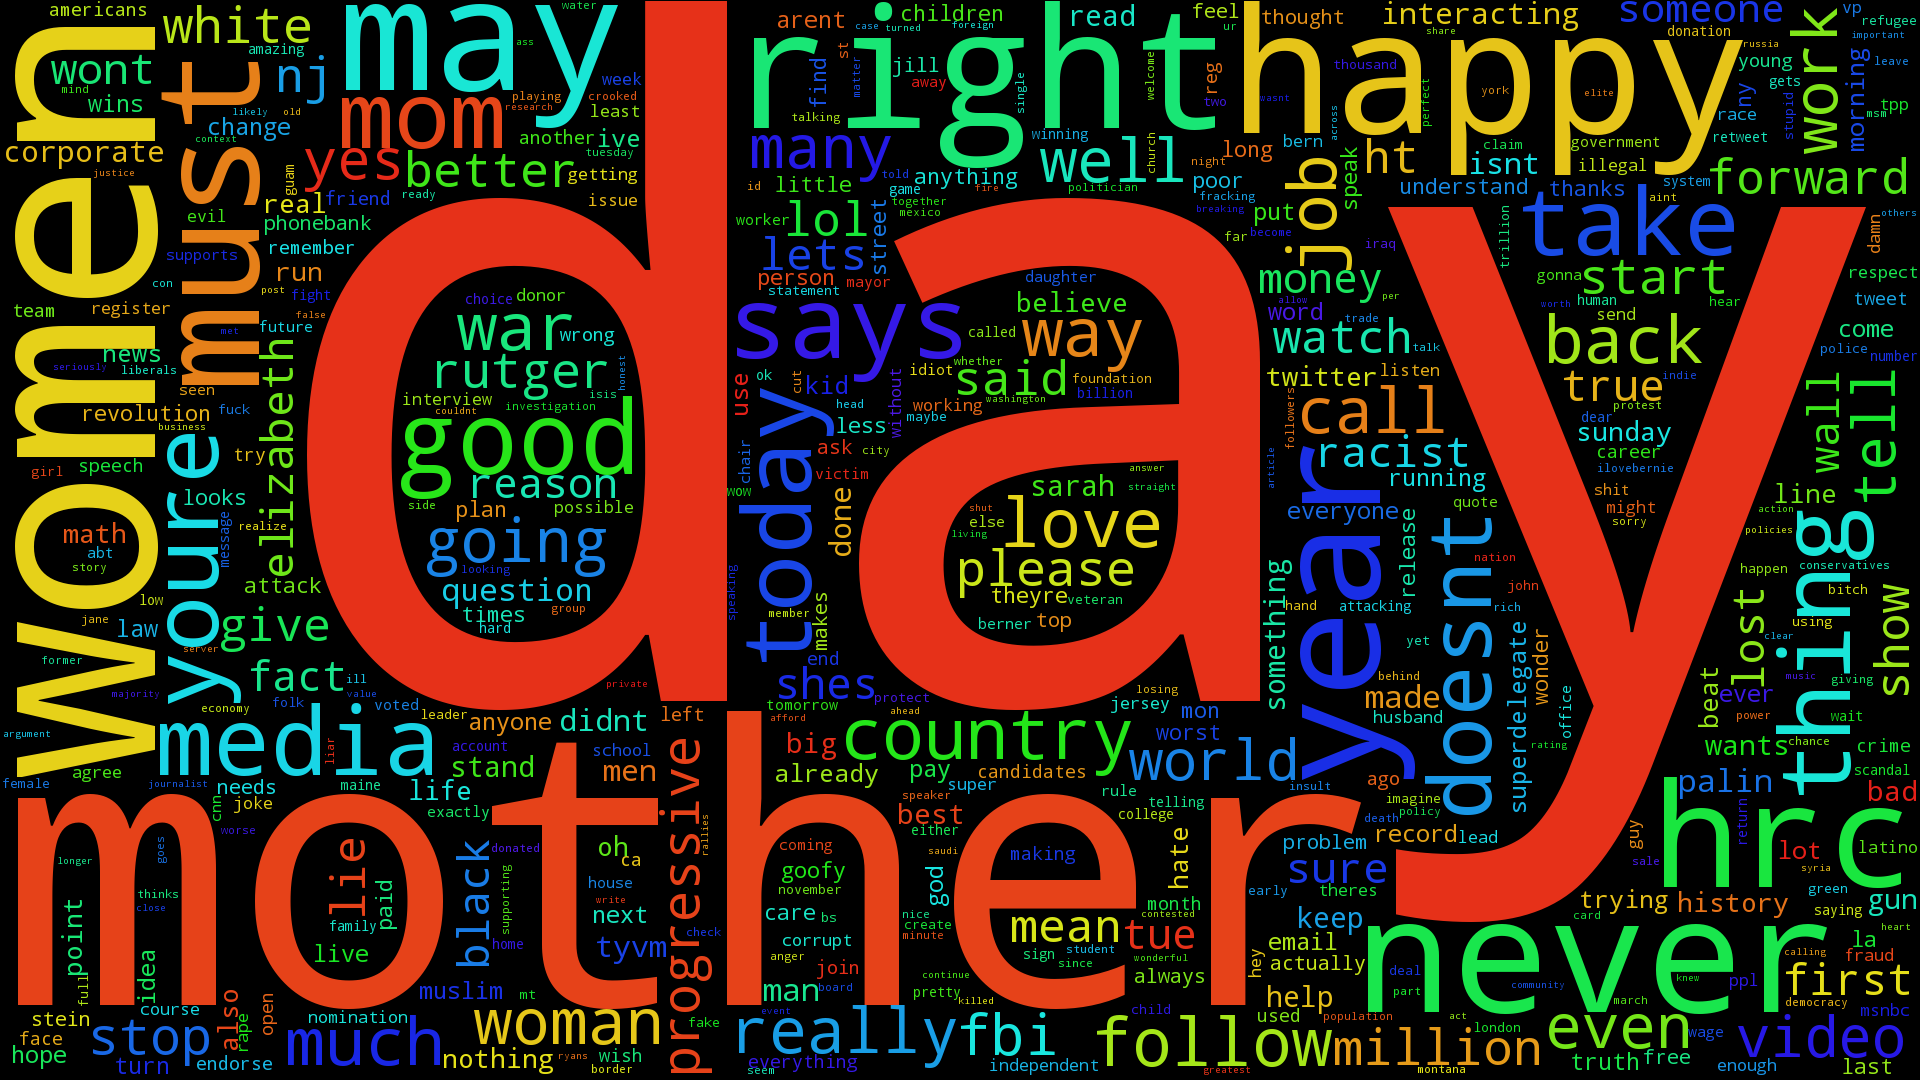 day
mother
women
right
happy
may
never
hrc
year
today
good
must
media
your
youre
thing
country
love
says
take
back
doesnt
world
follow
million
video
woman
really
fbi
much
stop
progressive
first
even
call
please
going
said
way
war
rutger
reason
question
times
hard
group
looking
plan
possible
side
interview
couldnt
investigation
isis
honest
wrong
choice
donor
americans
white
amazing
nj
wont
mind
wins
corporate
justice
change
likely
old
context
mom
yes
better
real
guam
friend
ready
evil
phonebank
remember
supports
run
con
post
fight
false
team
register
met
future
news
liberals
seriously
seen
revolution
business
fuck
girl
speech
try
elizabeth
looks
realize
message
math
abt
story
attack
low
jane
law
give
server
former
fact
ill
value
majority
economy
folk
voted
argument
leader
anyone
didnt
left
private
agree
female
journalist
needs
liar
account
stand
school
men
maine
life
cnn
joke
exactly
worse
lie
paid
family
live
longer
goes
thinks
close
point
idea
full
black
donated
supporting
home
oh
ca
house
write
next
tyvm
rallies
check
muslim
mt
course
stein
face
hope
turn
also
rape
open
endorse
nomination
nothing
ryans
wish
border
fake
water
ass
week
playing
crooked
research
least
another
ive
tuesday
getting
issue
arent
case
turned
foreign
children
st
find
matter
jill
away
talking
single
read
feel
ur
thought
welcome
many
told
winning
well
church
little
id
game
anything
politician
together
mexico
worker
lol
lets
street
person
mayor
statement
night
long
bern
poor
fracking
breaking
fire
put
far
become
across
wasnt
thousand
share
interacting
perfect
york
elite
claim
ht
isnt
job
speak
understand
thanks
iraq
someone
donation
russia
young
gets
race
retweet
government
illegal
system
aint
work
morning
stupid
vp
refugee
important
leave
tpp
msm
any
forward
others
damn
respect
tweet
come
police
number
trillion
gonna
start
human
send
hear
worth
money
allow
per
word
trade
watch
talk
twitter
listen
true
indie
protest
dear
sunday
career
ilovebernie
racist
running
followers
article
everyone
quote
shit
might
sorry
wall
tell
line
action
policies
daughter
believe
called
whether
idiot
foundation
billion
washington
ok
cut
kid
use
without
working
head
maybe
less
ask
city
victim
chair
wow
done
speaking
member
makes
end
shes
protect
tomorrow
afford
ahead
sarah
answer
straight
shut
else
living
theyre
veteran
berner
top
losing
jersey
mon
worst
something
release
hand
attacking
nation
john
rich
yet
behind
made
husband
superdelegate
wonder
office
rating
happen
conservatives
bitch
using
lost
clear
music
giving
show
beat
ever
power
wait
wants
chance
crime
scandal
palin
bad
return
guy
sale
lot
syria
latino
green
saying
trying
history
card
gun
heart
big
already
pay
super
candidates
rule
telling
college
insult
ago
imagine
policy
death
record
lead
problem
sure
early
theres
keep
best
speaker
either
saudi
making
hate
coming
goofy
november
care
bs
corrupt
anger
join
board
man
god
nice
create
minute
continue
pretty
killed
mean
sign
student
since
tue
month
contested
wonderful
always
child
hey
email
actually
help
used
population
deal
part
knew
community
march
act
london
montana
ppl
calling
la
fraud
democracy
msnbc
wage
truth
free
enough
last
event
everything
seem
independent
greatest